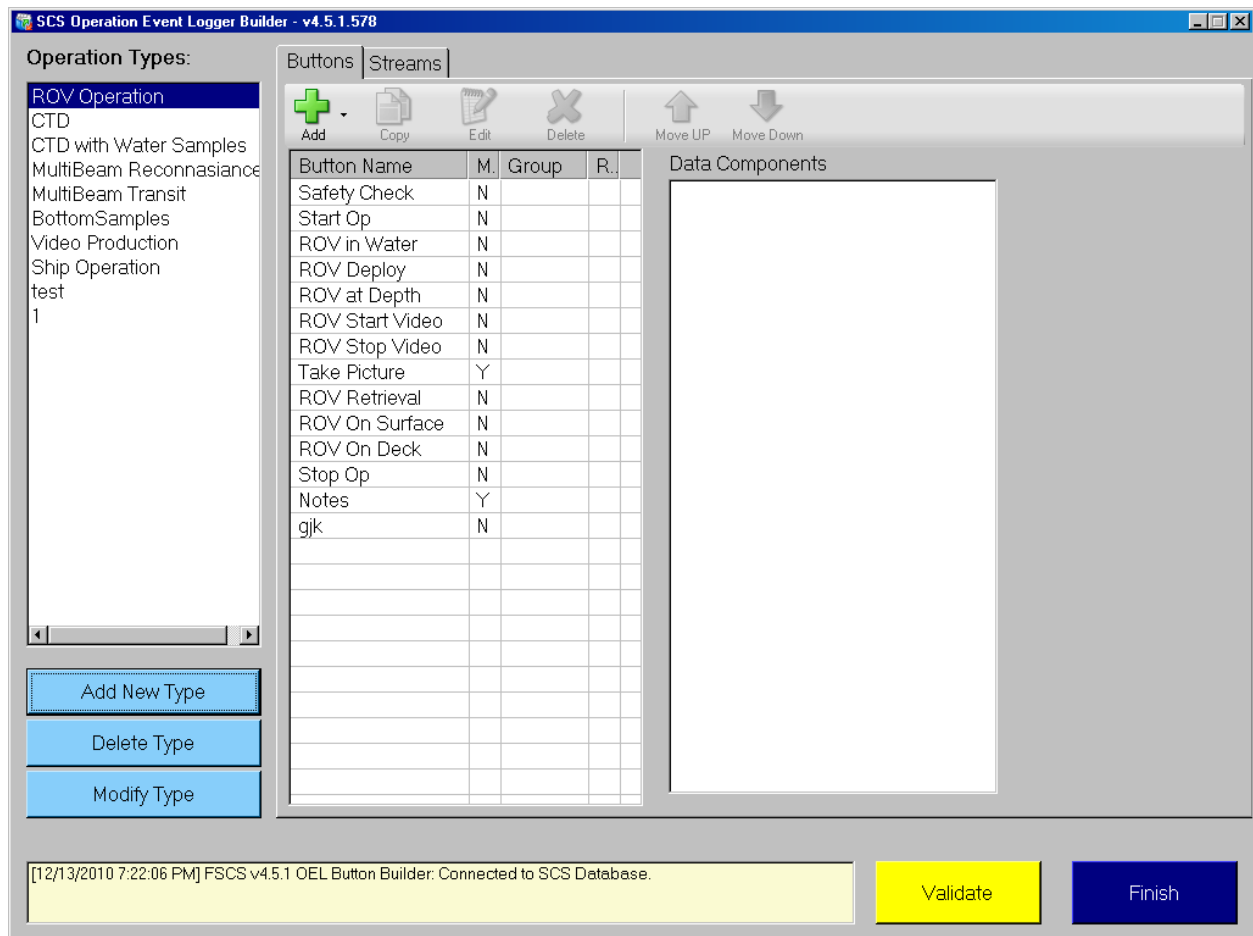 SCS Operation Event Logger Builder - v4.5.1.578
Operation Types:
ROV Operation
CTD
CTD with Water Samples
MultiBeam Reconnasiance
MultiBeam Transit
BottomSamples
Video Production
Ship Operation
test
1
Add New Type
Delete Type
Modify Type
Buttons Streams
Add Copy Edit Delete Move UP Move Down
Button Name M. Group R..
Safety Check N
Start Op N
ROV in Water N
ROV Deploy N
ROV at Depth N
ROV Start Video N
ROV Stop Video N
Take Picture Y
ROV Retrieval N
ROV On Surface N
ROV On Deck N
Stop Op N
Notes Y
gjk N
Data Components
[12/13/2010 7:22:06 PM] FSCS v4.5.1 OEL Button Builder: Connected to SCS Database.
Validate
Finish